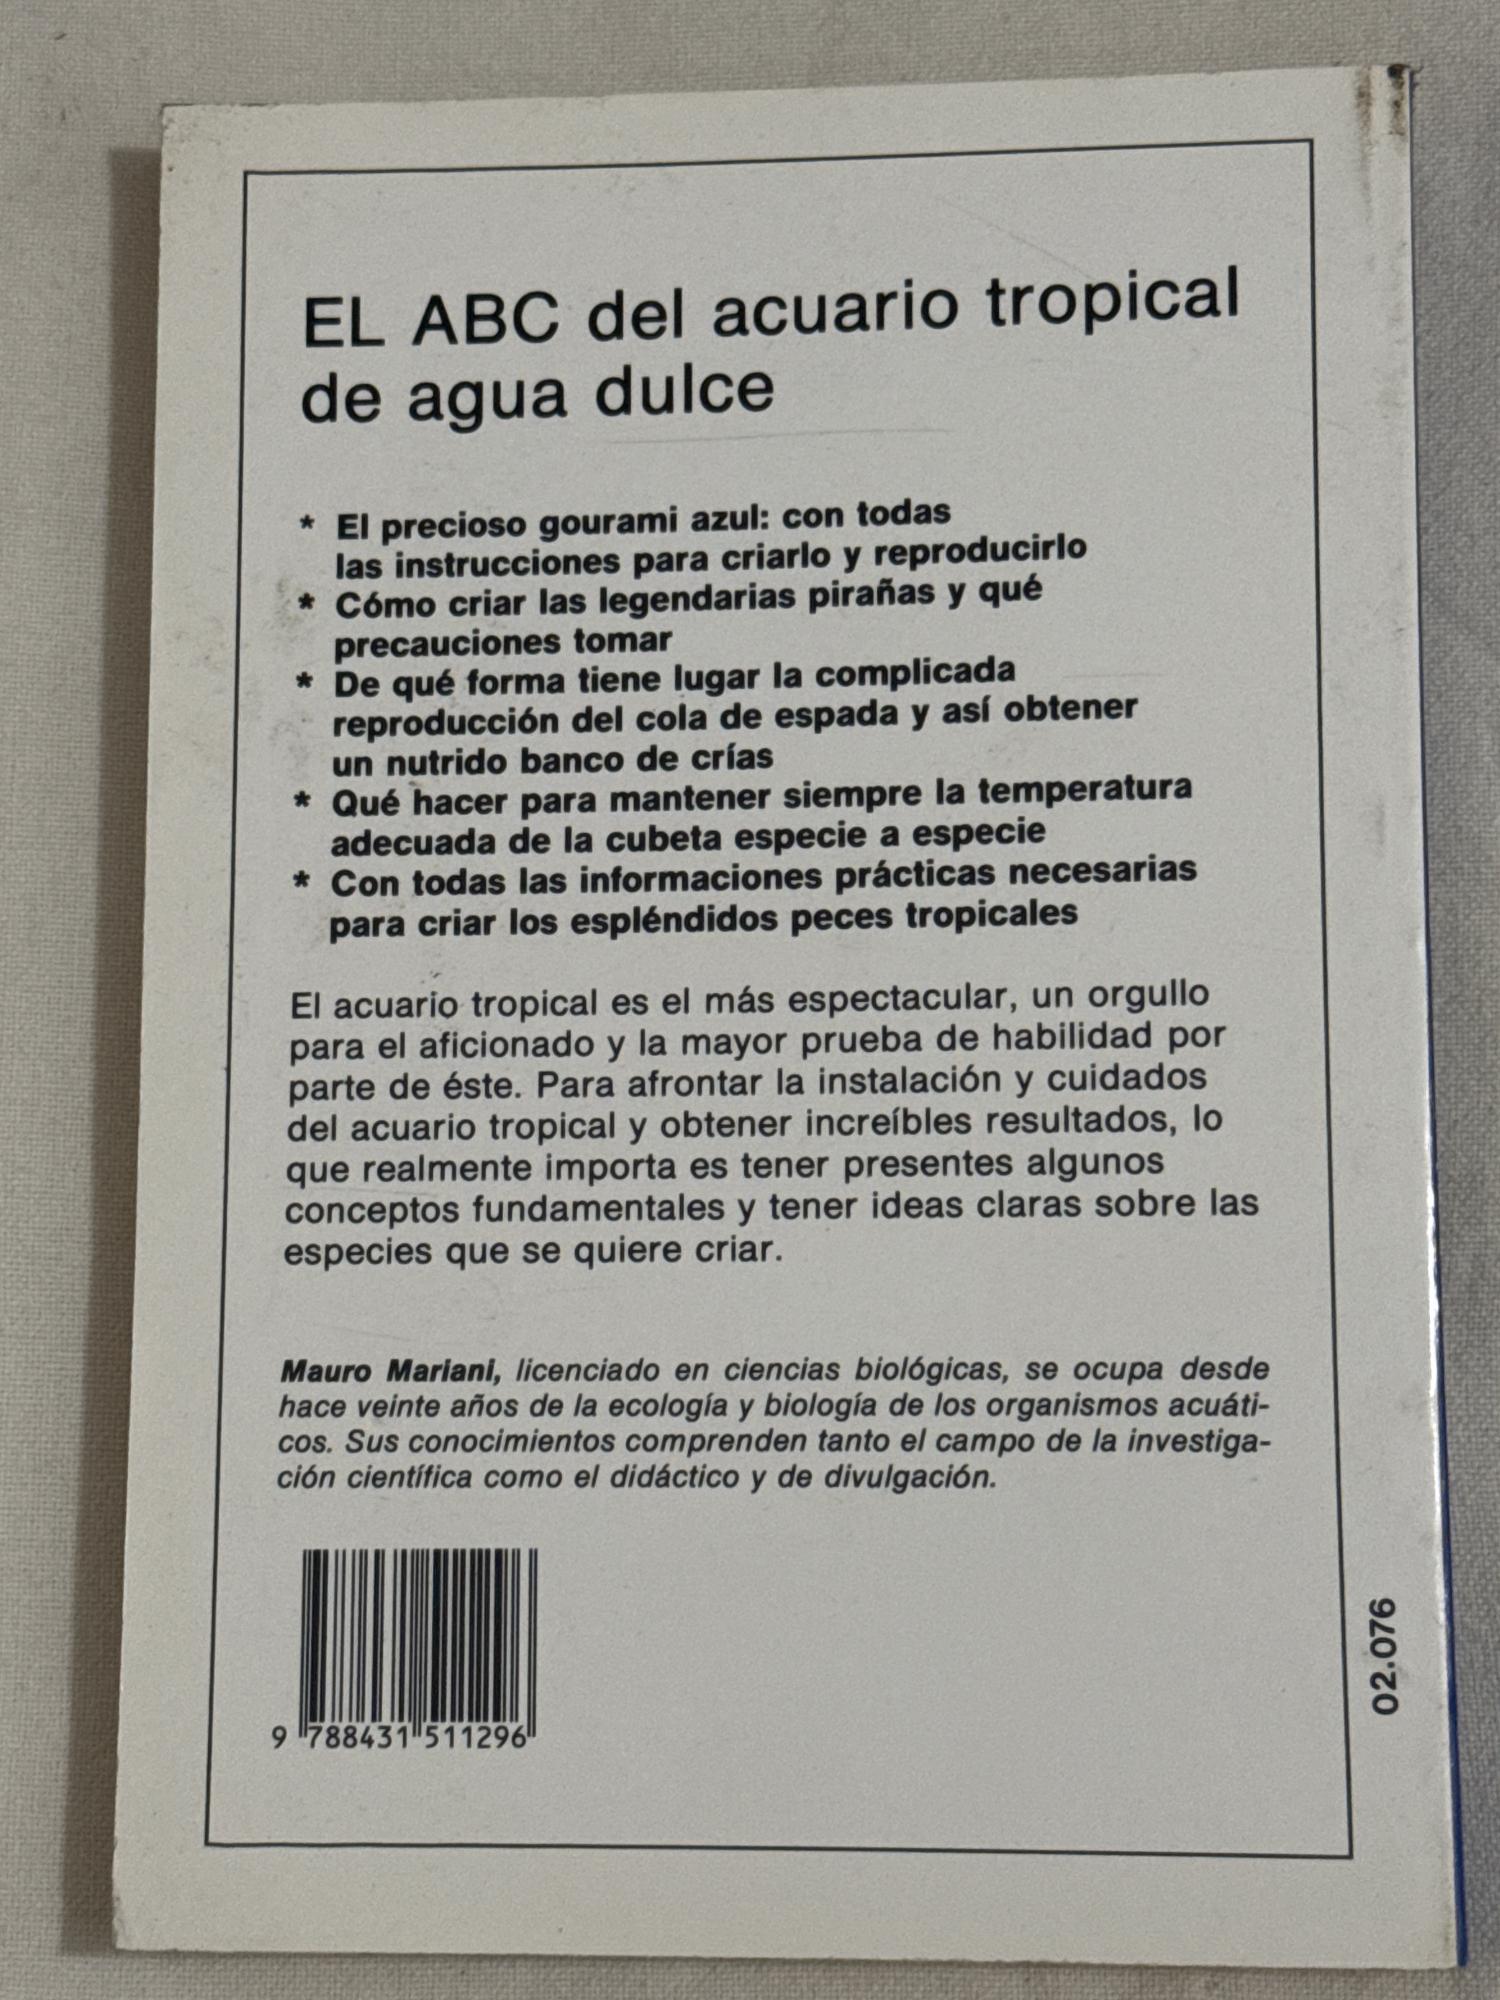 EL ABC del acuario tropical
de agua dulce
* El precioso gourami azul: con todas
las instrucciones para criarlo y reproducirlo
* Cómo criar las legendarias pirañas y qué
precauciones tomar
* De qué forma tiene lugar la complicada
reproducción del cola de espada y así obtener
un nutrido banco de crías
* Qué hacer para mantener siempre la temperatura
adecuada de la cubeta especie a especie
* Con todas las informaciones prácticas necesarias
para criar los espléndidos peces tropicales
El acuario tropical es el más espectacular, un orgullo
para el aficionado y la mayor prueba de habilidad por
parte de éste. Para afrontar la instalación y cuidados
del acuario tropical y obtener increíbles resultados, lo
que realmente importa es tener presentes algunos
conceptos fundamentales y tener ideas claras sobre las
especies que se quiere criar.
Mauro Mariani, licenciado en ciencias biológicas, se ocupa desde
hace veinte años de la ecología y biología de los organismos acuáti-
cos. Sus conocimientos comprenden tanto el campo de la investiga-
ción científica como el didáctico y de divulgación.
9 788431 511296
02.076